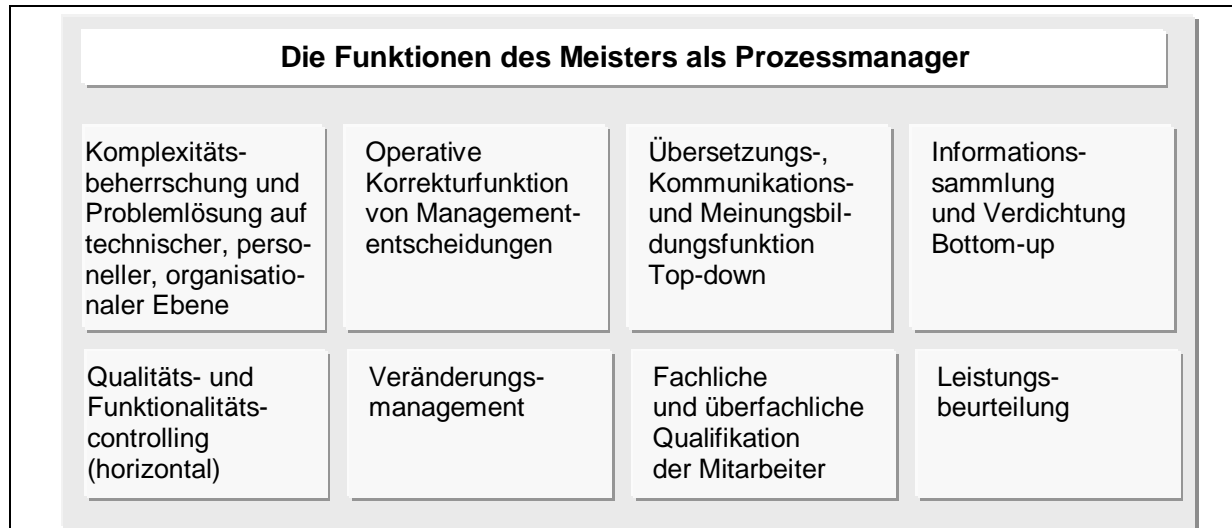 Die Funktionen des Meisters als Prozessmanager
Komplexitäts-
beherrschung und
Problemlösung auf
technischer, perso-
neller, organisatio-
naler Ebene
Operative
Korrekturfunktion
von Management-
entscheidungen
Übersetzungs-,
Kommunikations-
und Meinungsbil-
dungsfunktion
Top-down
Informations-
sammlung
und Verdichtung
Bottom-up
Qualitäts- und
Funktionalitäts-
controlling
(horizontal)
Veränderungs-
management
Fachliche
und überfachliche
Qualifikation
der Mitarbeiter
Leistungs-
beurteilung